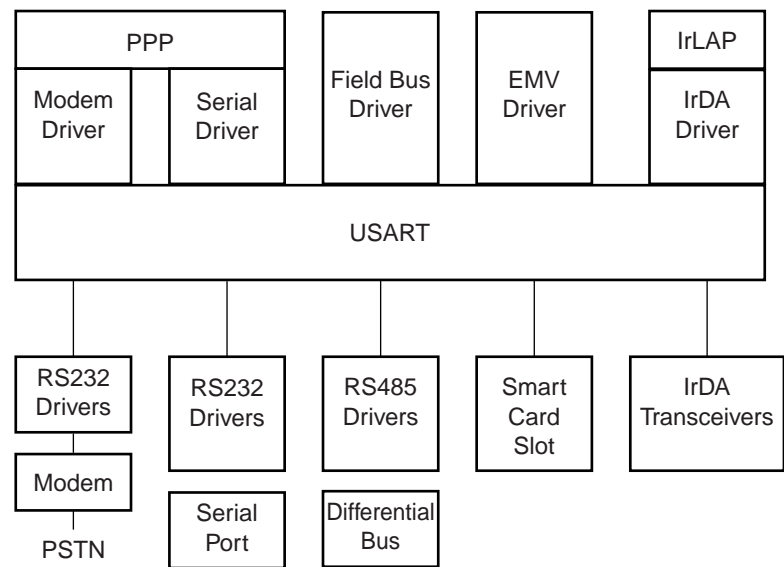 PPP
IrLAP
Modem
Driver
Serial
Driver
Field Bus
Driver
EMV
Driver
IrDA
Driver
USART
RS232
Drivers
RS232
Drivers
RS485
Drivers
Smart
Card
Slot
IrDA
Transceivers
Modem
Serial
Port
Differential
Bus
PSTN